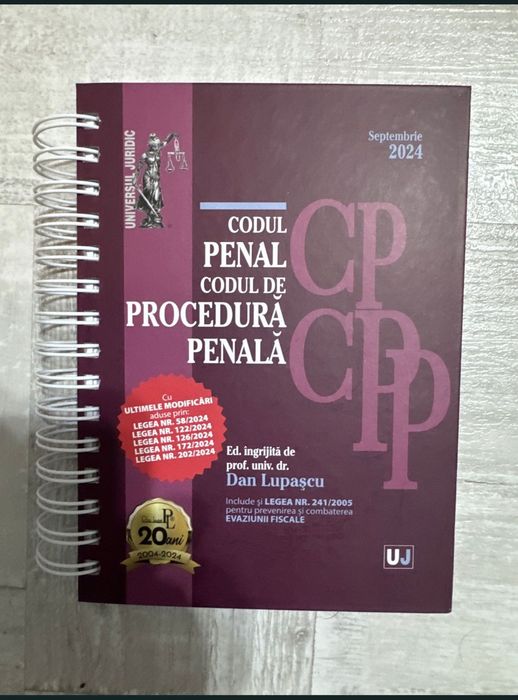 UNIVERSUL JURIDIC
Septembrie
2024
CODUL
PENAL
CODUL DE
PROCEDURĂ
PENALĂ
CP
CPP
Cu
ULTIMELE MODIFICĂRI
aduse prin:
LEGEA NR. 58/2024
LEGEA NR. 122/2024
LEGEA NR. 126/2024
LEGEA NR. 172/2024
LEGEA NR. 202/2024
Ed. îngrijită de
prof. univ. dr.
Dan Lupașcu
Include și LEGEA NR. 241/2005
pentru prevenirea și combaterea
EVAZIUNII FISCALE
20 ani
2004-2024
UJ